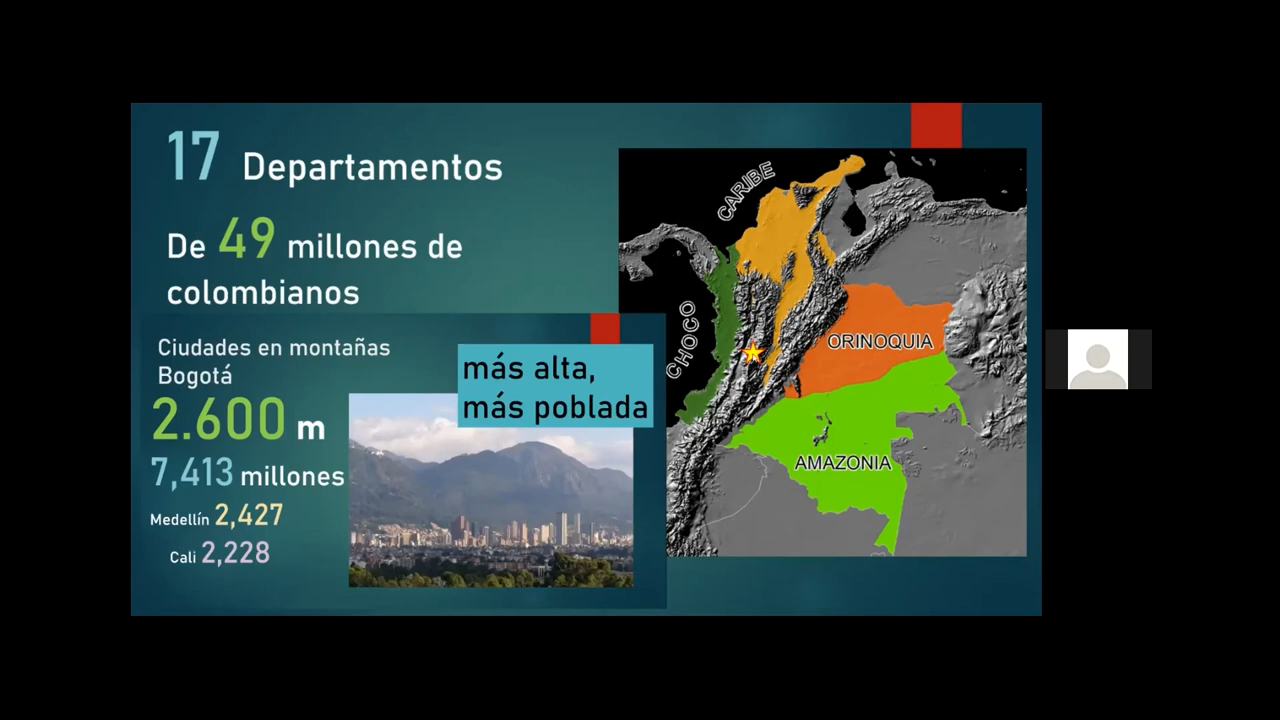 17 Departamentos
De 49 millones de
colombianos
Ciudades en montañas
Bogotá
2.600 m
7,413 millones
Medellín 2,427
Cali 2,228
más alta,
más poblada
CARIBE
CHOCO
ORINOQUIA
AMAZONIA